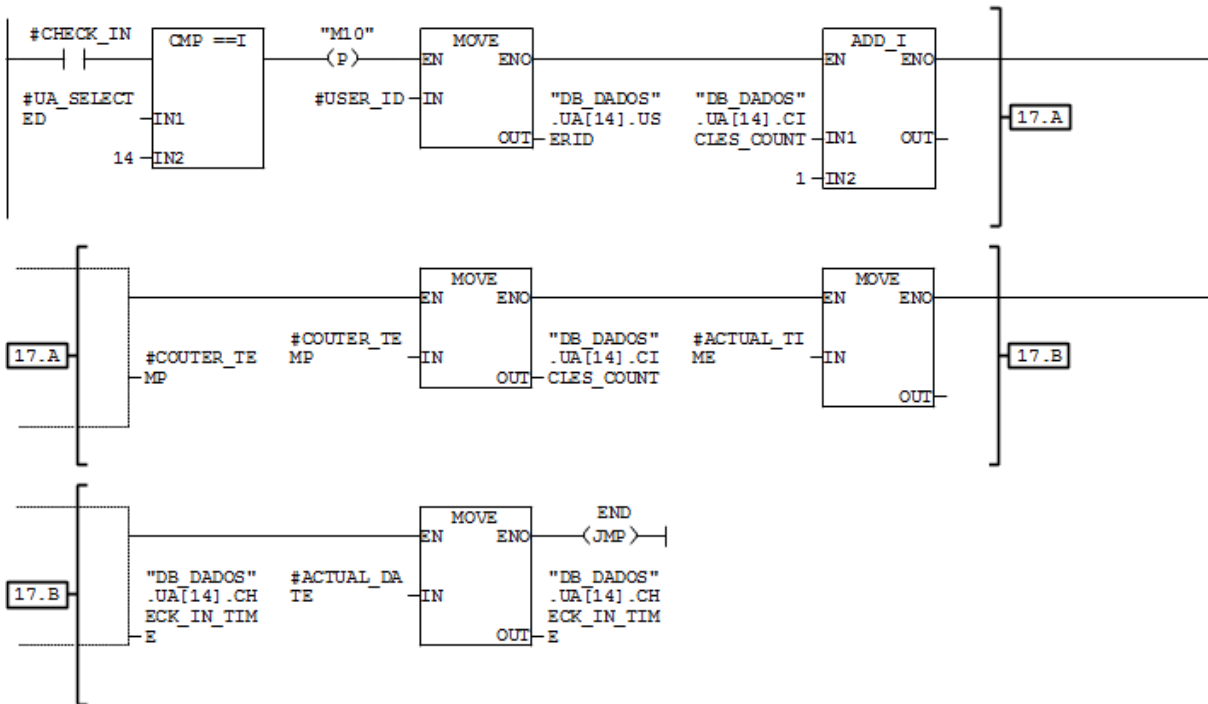 #CHECK_IN
CMP ==I
"M10"
(P)
MOVE
ADD_I
EN ENO
EN ENO
#UA_SELECT
ED
IN1
14 IN2
#USER_ID IN
OUT
"DB_DADOS"
.UA[14].US
ERID
"DB_DADOS"
.UA[14].CI
CLES_COUNT
IN1
OUT
1 IN2
17.A
MOVE
MOVE
EN ENO
EN ENO
17.A
#COUTER_TE
MP
#COUTER_TE
MP
IN
OUT
"DB_DADOS"
.UA[14].CI
CLES_COUNT
#ACTUAL_TI
ME
IN
OUT
17.B
MOVE
END
EN ENO
(JMP)
17.B
"DB_DADOS"
.UA[14].CH
ECK_IN_TIM
E
#ACTUAL_DA
TE
IN
OUT
"DB_DADOS"
.UA[14].CH
ECK_IN_TIM
E